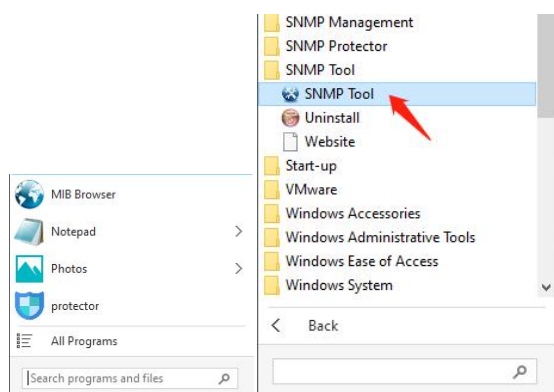 MIB Browser
Notepad
Photos
protector
All Programs
Search programs and files
SNMP Management
SNMP Protector
SNMP Tool
SNMP Tool
Uninstall
Website
Start-up
VMware
Windows Accessories
Windows Administrative Tools
Windows Ease of Access
Windows System
Back